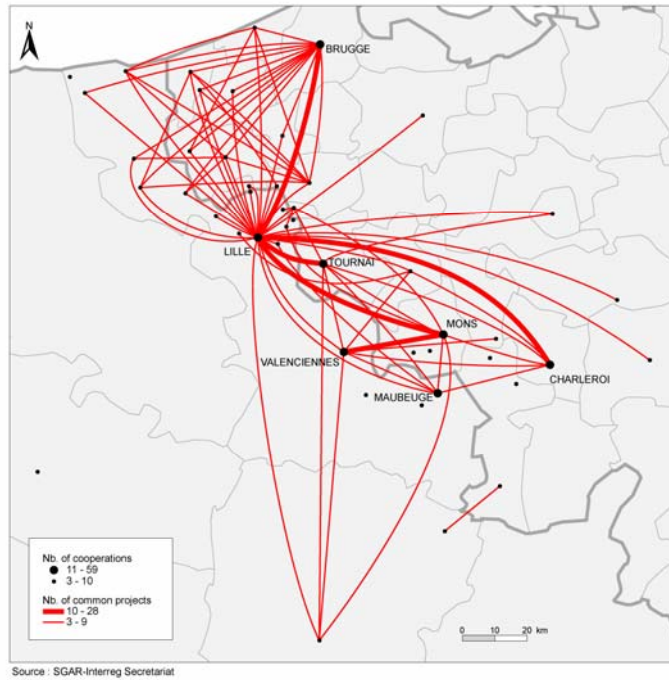 N
BRUGGE
LILLE
TOURNAI
MONS
VALENCIENNES
CHARLEROI
MAUBEUGE
Nb. of cooperations
11 - 59
3 - 10
Nb. of common projects
10 - 28
3 - 9
0 10 20 km
Source : SGAR-Interreg Secretariat